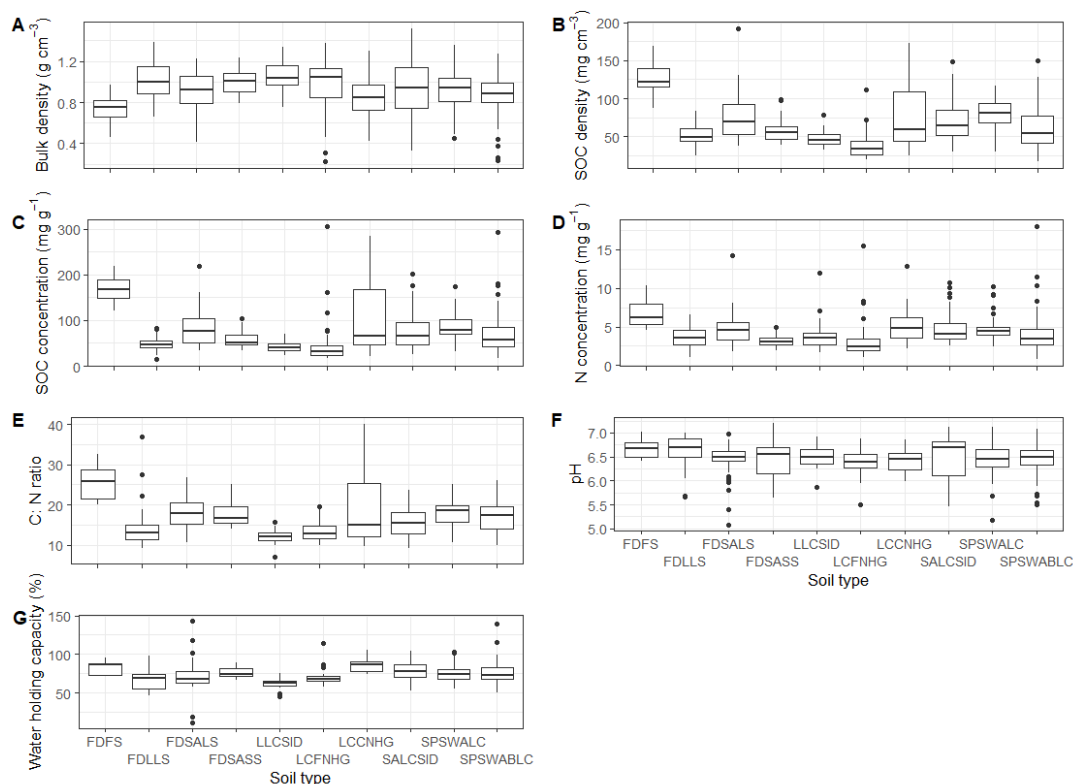 A
Bulk density (g cm⁻³)
1.2
0.8
0.4
B
SOC density (mg cm⁻³)
200
150
100
50
C
SOC concentration (mg g⁻¹)
300
200
100
0
D
N concentration (mg g⁻¹)
15
10
5
0
E
C: N ratio
40
30
20
10
F
pH
7.0
6.5
6.0
5.5
5.0
FDFS FDSALS LLCSID LCCNHG SPSWALC
FDLLS FDSASS LCFNHG SALCSID SPSWABLC
Soil type
G
Water holding capacity (%)
150
100
50
FDFS FDSALS LLCSID LCCNHG SPSWALC
FDLLS FDSASS LCFNHG SALCSID SPSWABLC
Soil type